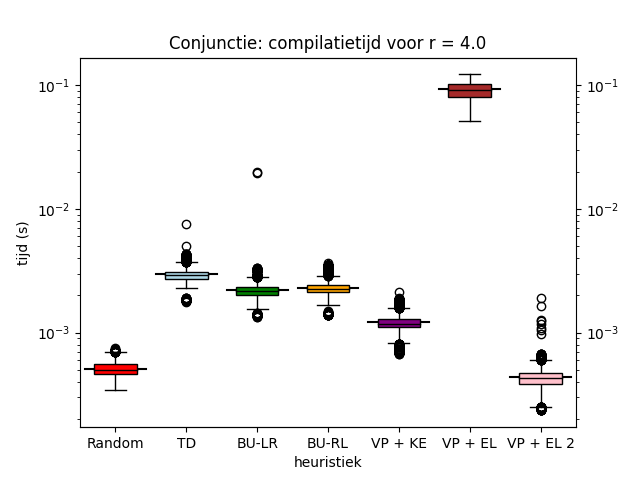 Conjunctie: compilatietijd voor r = 4.0
tijd (s)
10⁻¹
10⁻²
10⁻³
10⁻¹
10⁻²
10⁻³
Random TD BU-LR BU-RL VP + KE VP + EL VP + EL 2
heuristiek